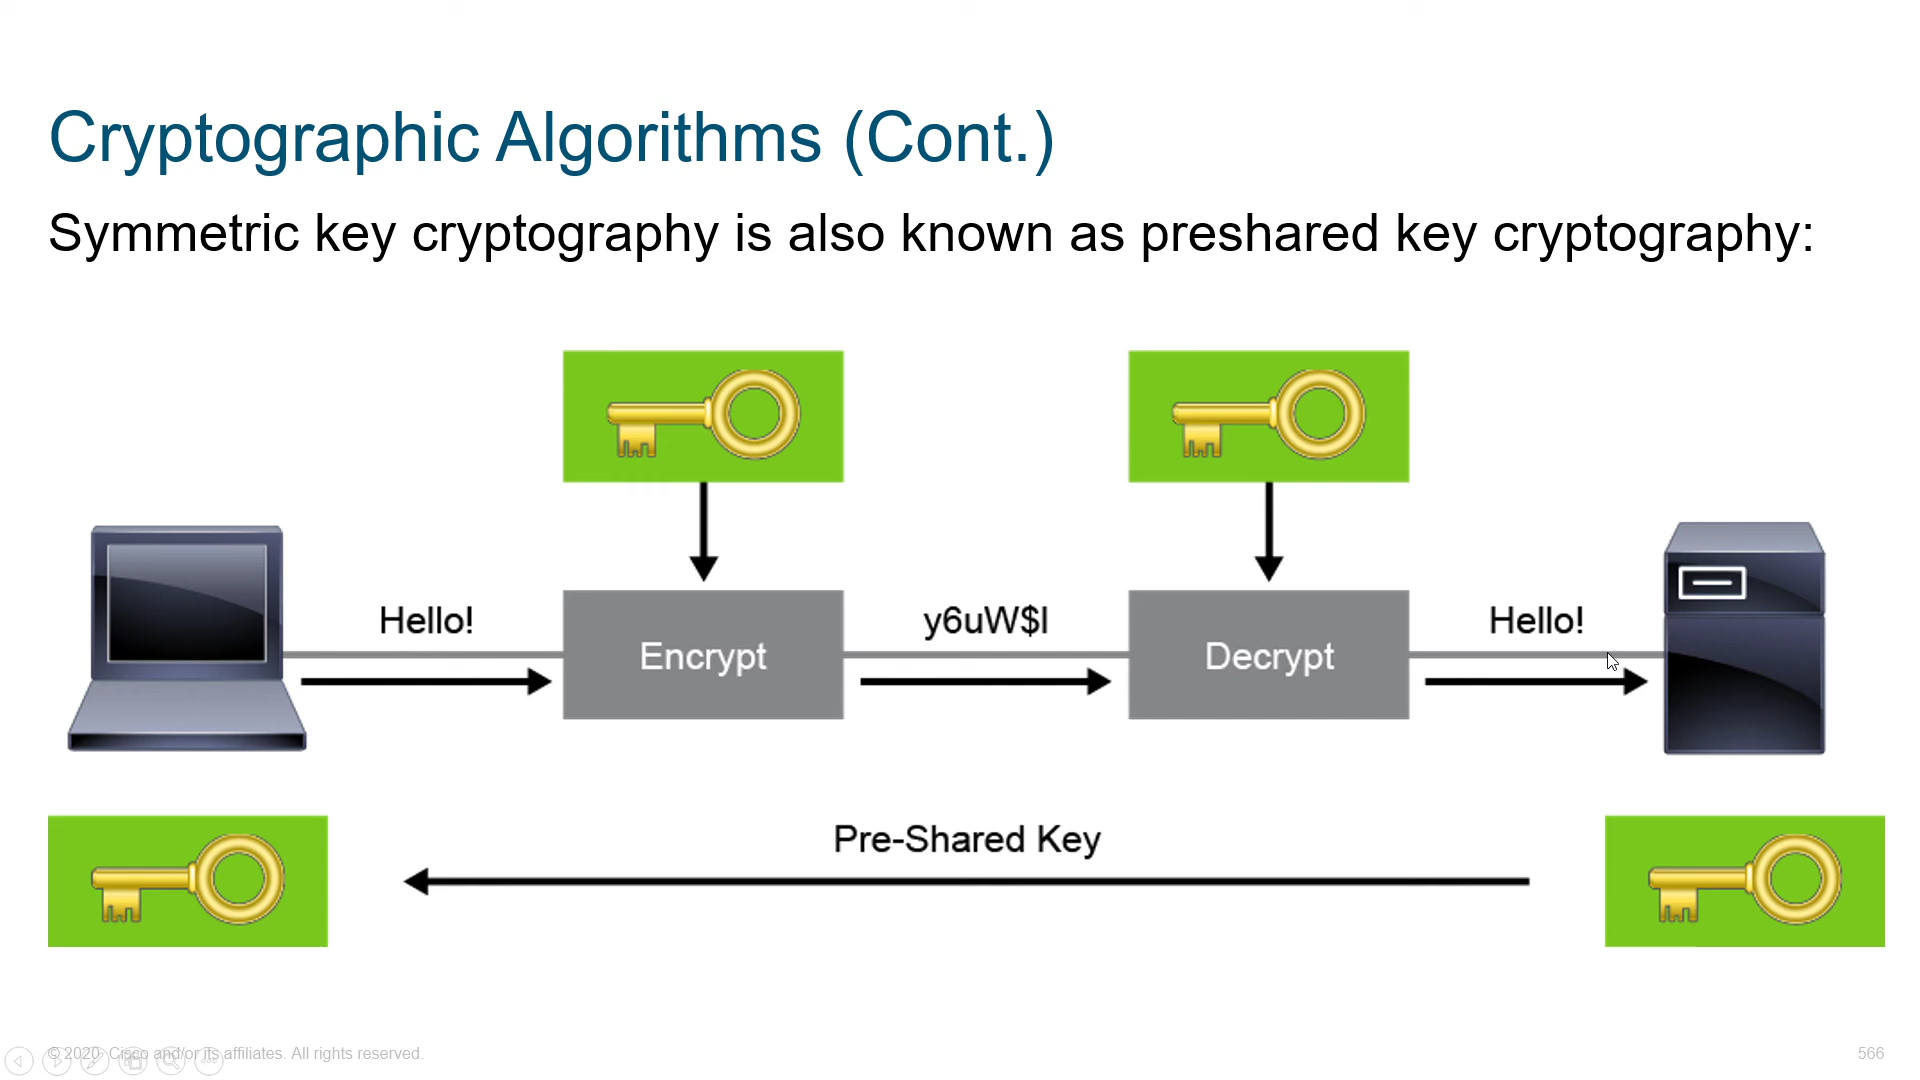 Cryptographic Algorithms (Cont.)
Symmetric key cryptography is also known as preshared key cryptography:
Hello!
Encrypt
y6uW$l
Decrypt
Hello!
Pre-Shared Key
© 2020 Cisco and/or its affiliates. All rights reserved.
566